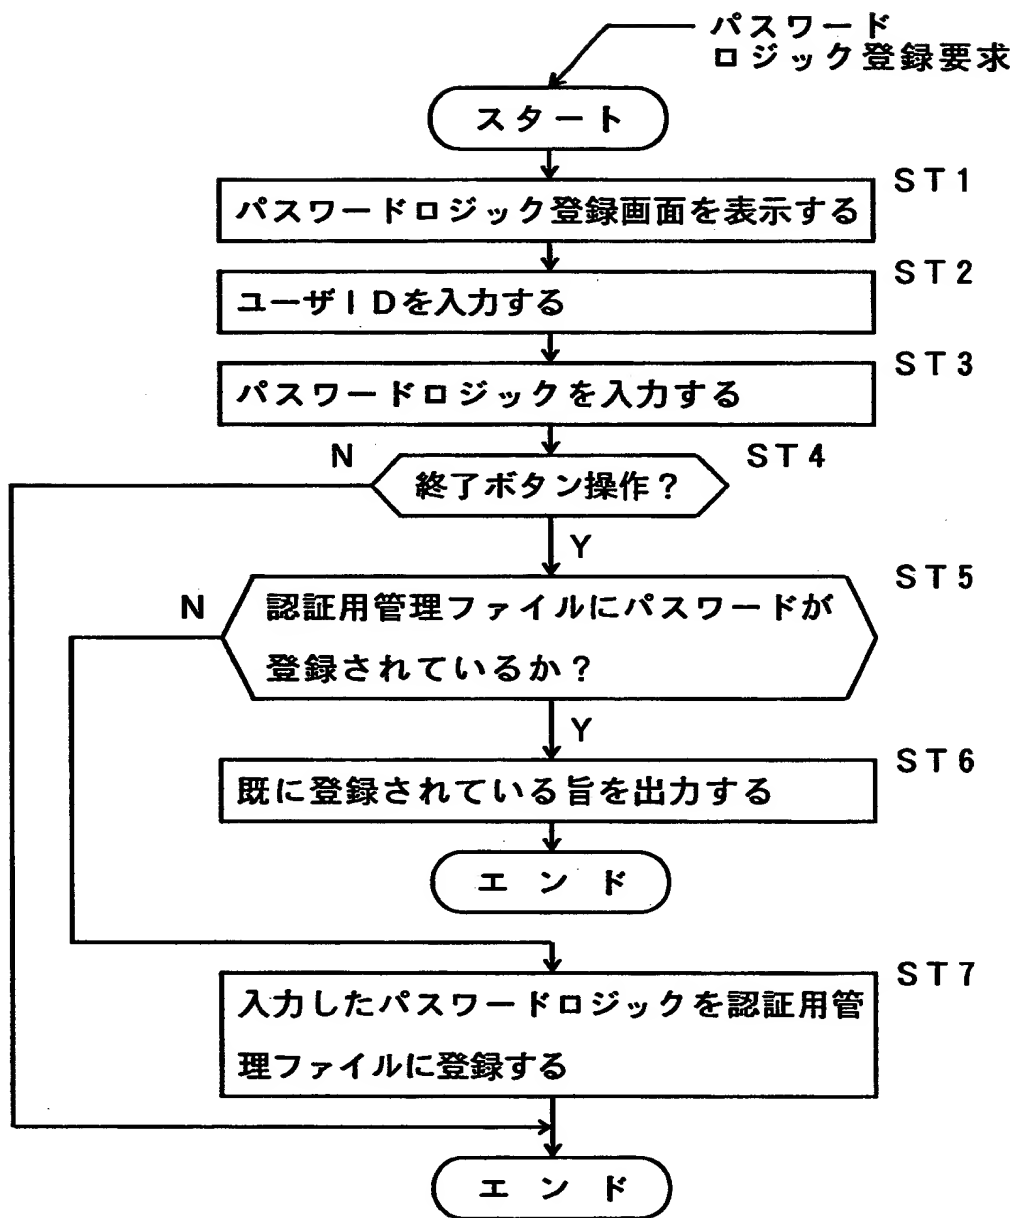 パスワード
ロジック登録要求
スタート
ST1
パスワードロジック登録画面を表示する
ST2
ユーザIDを入力する
ST3
パスワードロジックを入力する
N
ST4
終了ボタン操作?
Y
ST5
N
認証用管理ファイルにパスワードが
登録されているか?
Y
ST6
既に登録されている旨を出力する
エンド
ST7
入力したパスワードロジックを認証用管
理ファイルに登録する
エンド